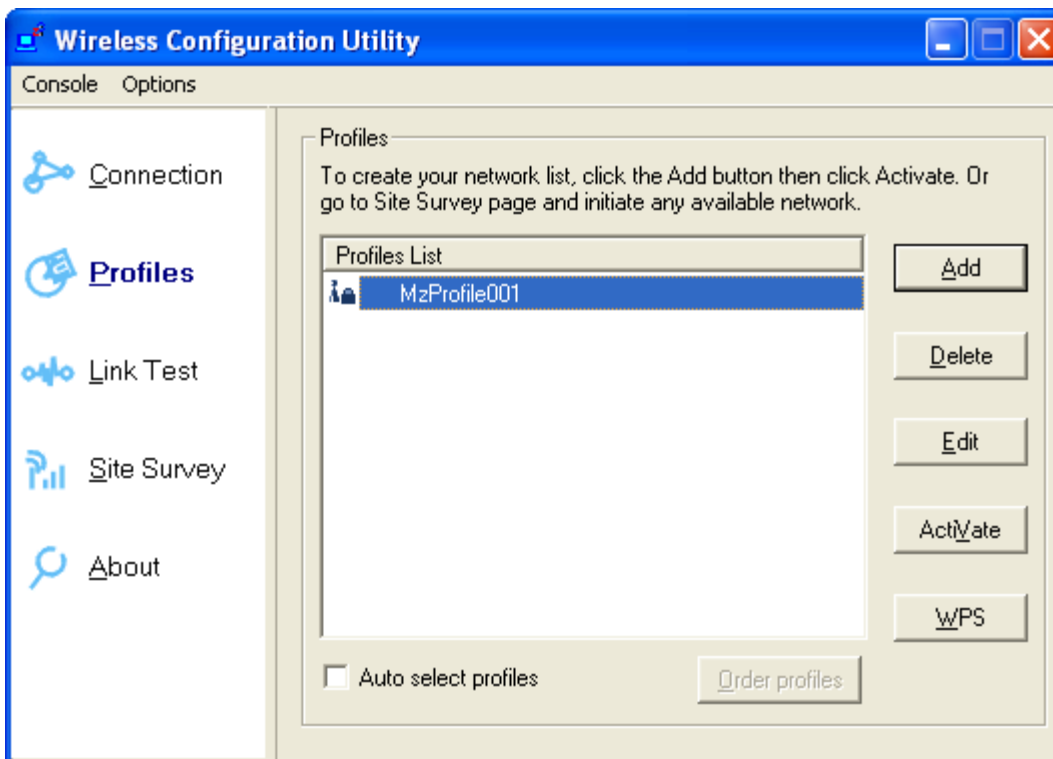 Wireless Configuration Utility
Console Options
Connection
Profiles
Link Test
Site Survey
About
Profiles
To create your network list, click the Add button then click Activate. Or
go to Site Survey page and initiate any available network.
Profiles List
MzProfile001
Add
Delete
Edit
ActiVate
WPS
Auto select profiles
Order profiles